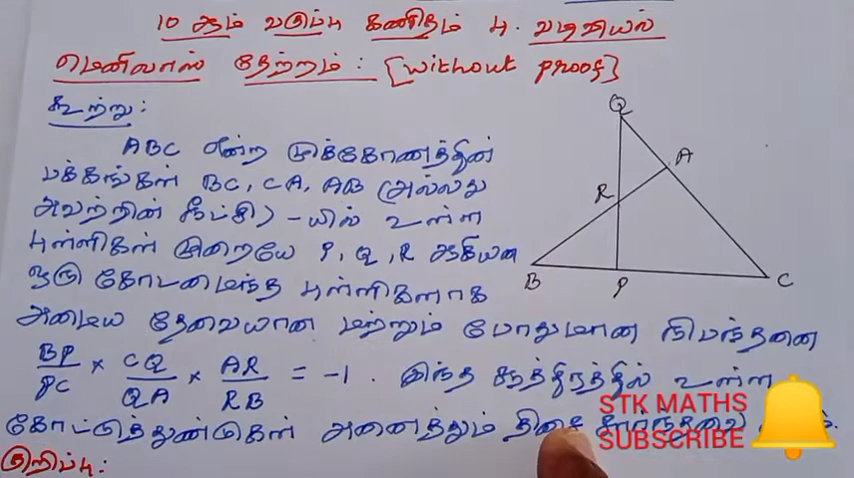 10 ஆம் வகுப்பு கணிதம் 4. வடிவியல்
மெனிலாஸ் தேற்றம் : [without proof]
கூற்று :
ABC என்ற முக்கோணத்தின்
பக்கங்கள் BC, CA, AB அல்லது
அவற்றின் நீட்சி -யில் உள்ள
புள்ளிகள் முறையே P, Q, R ஆகியன
ஒரு கோடமைந்த புள்ளிகளாக
அமைய தேவையான மற்றும் போதுமான நிபந்தனை
BP/PC × CQ/QA × AR/RB = -1 . இந்த சூத்திரத்தில் உள்ள
கோட்டுத்துண்டுகள் அனைத்தும் திசை சார்ந்தவை
குறிப்பு :
Q
A
R
B
P
C
STK MATHS
SUBSCRIBE